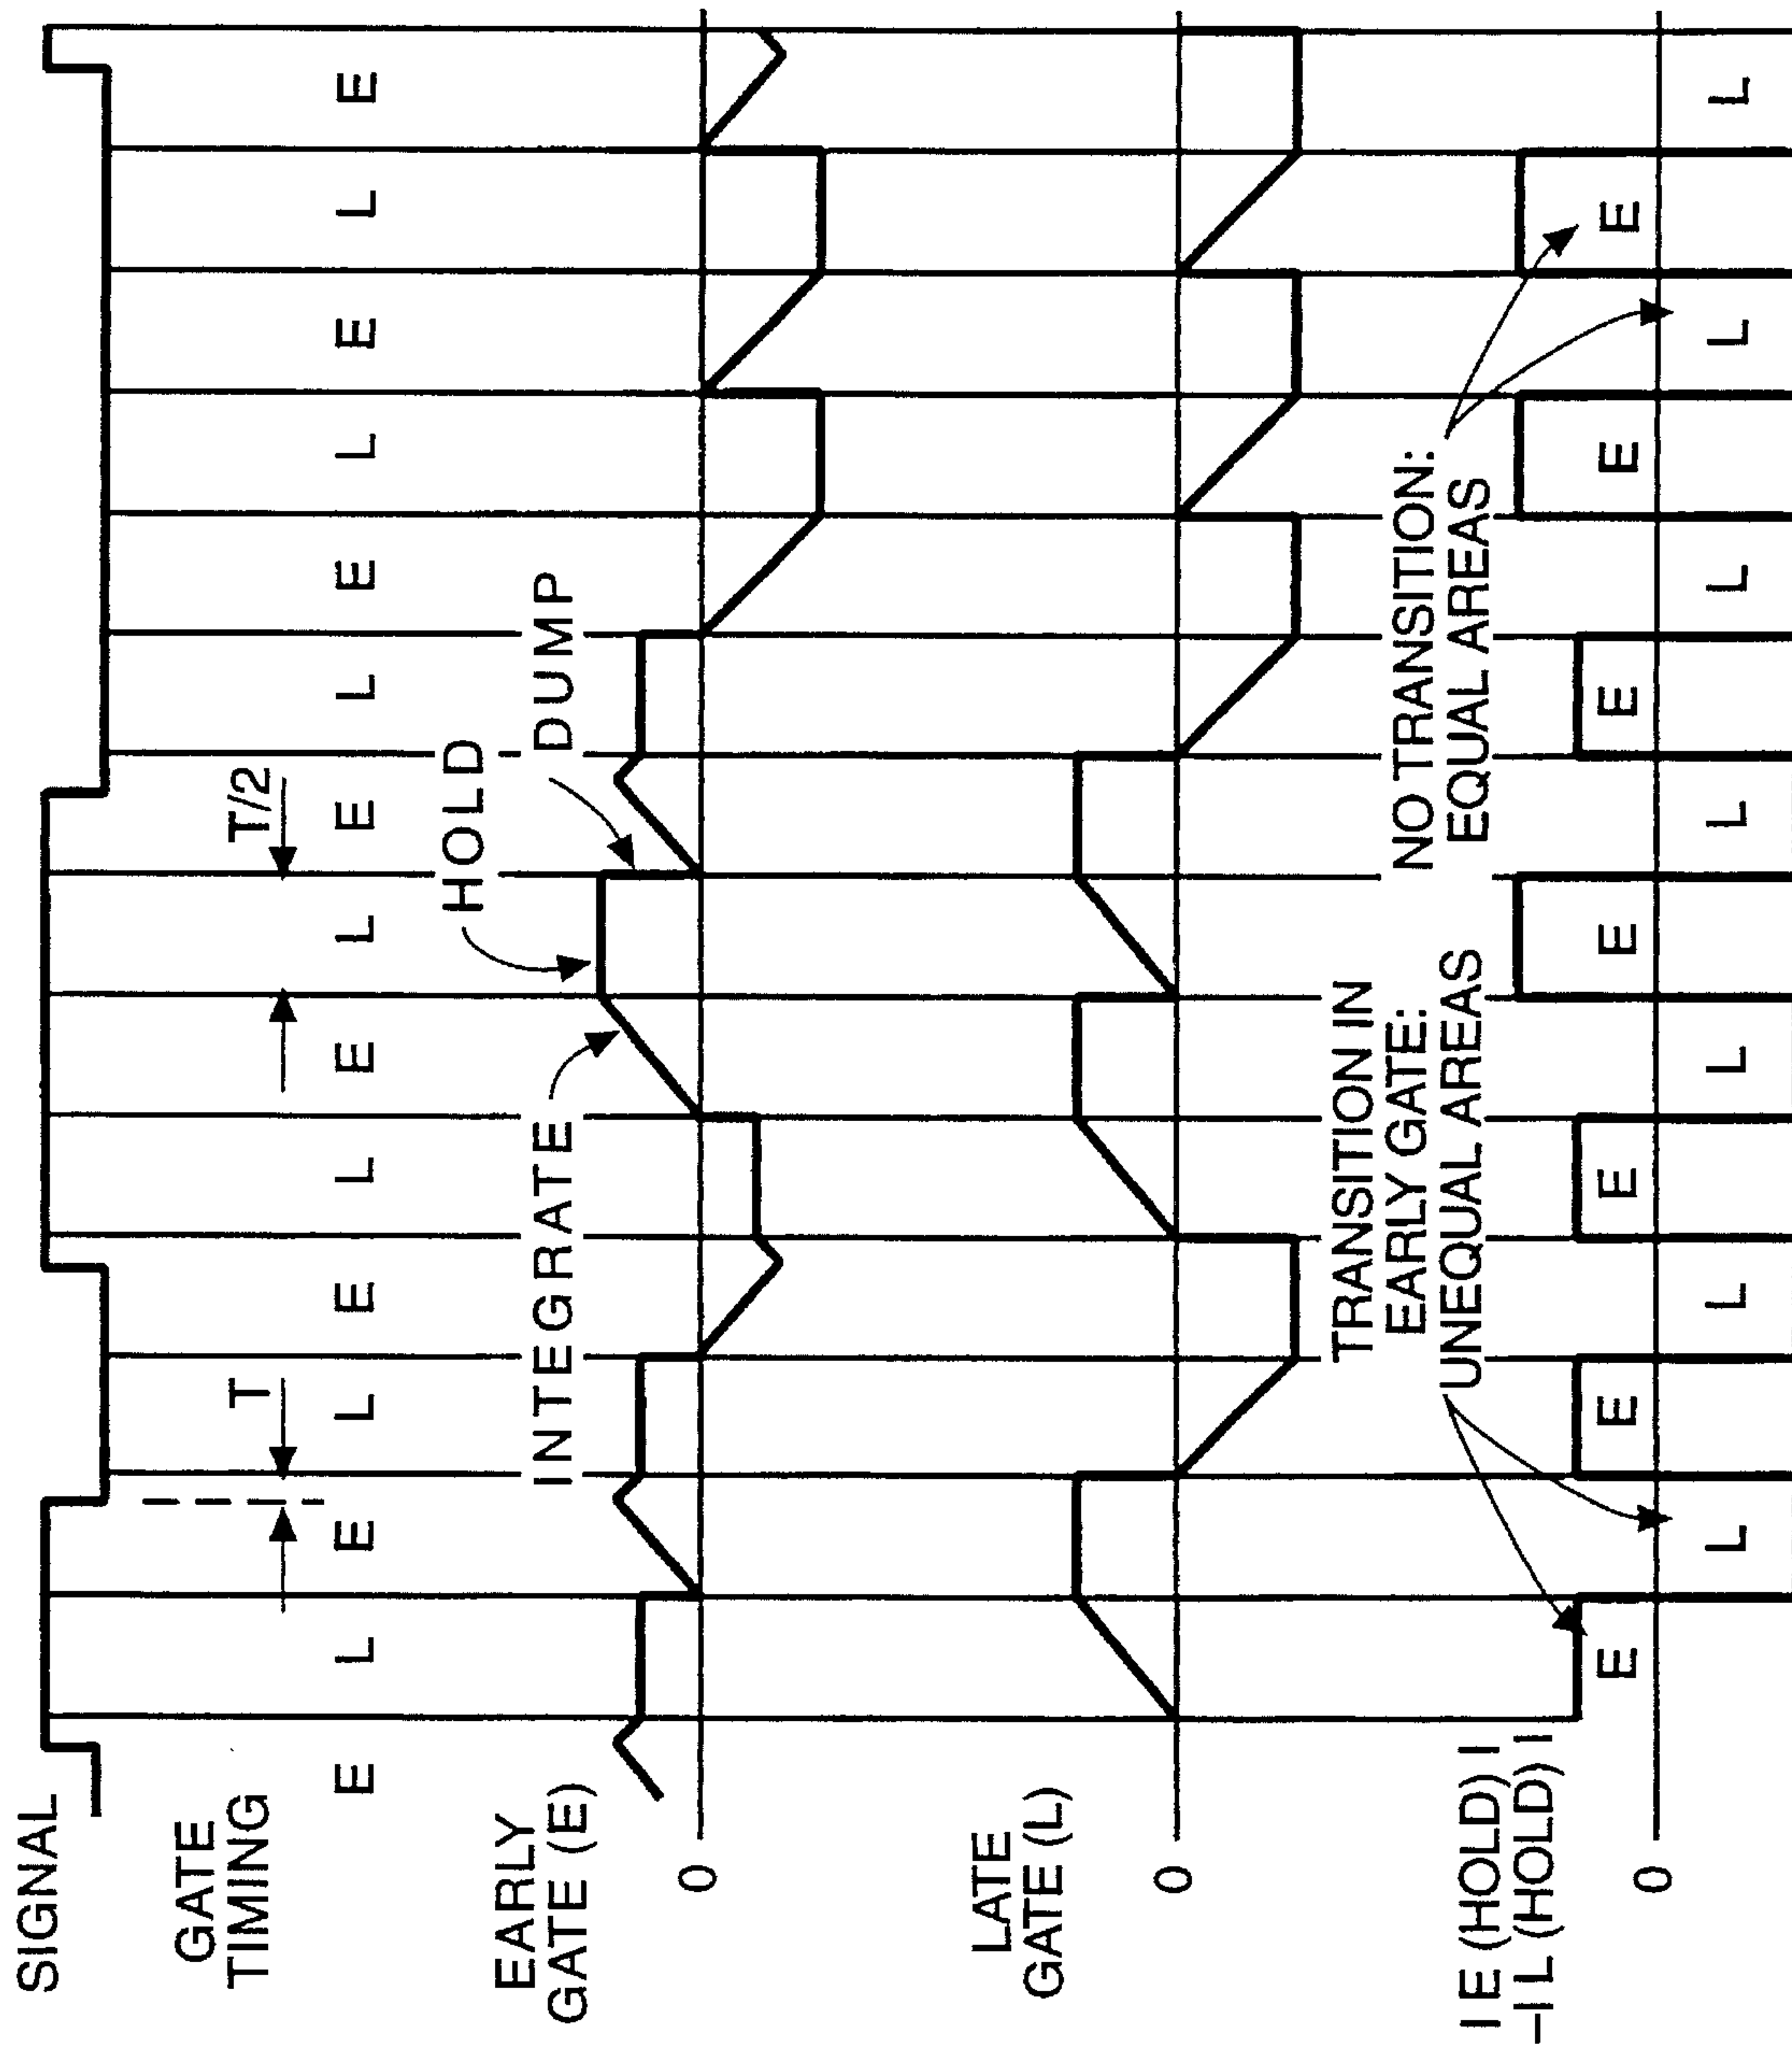 SIGNAL
GATE
TIMING
T
T/2
E L E L E L E L E L E L E L E
HOLD
EARLY
GATE (E)
INTEGRATE
DUMP
0
LATE
GATE (L)
0
TRANSITION IN
EARLY GATE:
UNEQUAL AREAS
NO TRANSITION:
EQUAL AREAS
| E (HOLD) |
–| L (HOLD) |
E E E E E E E
0
L L L L L L L